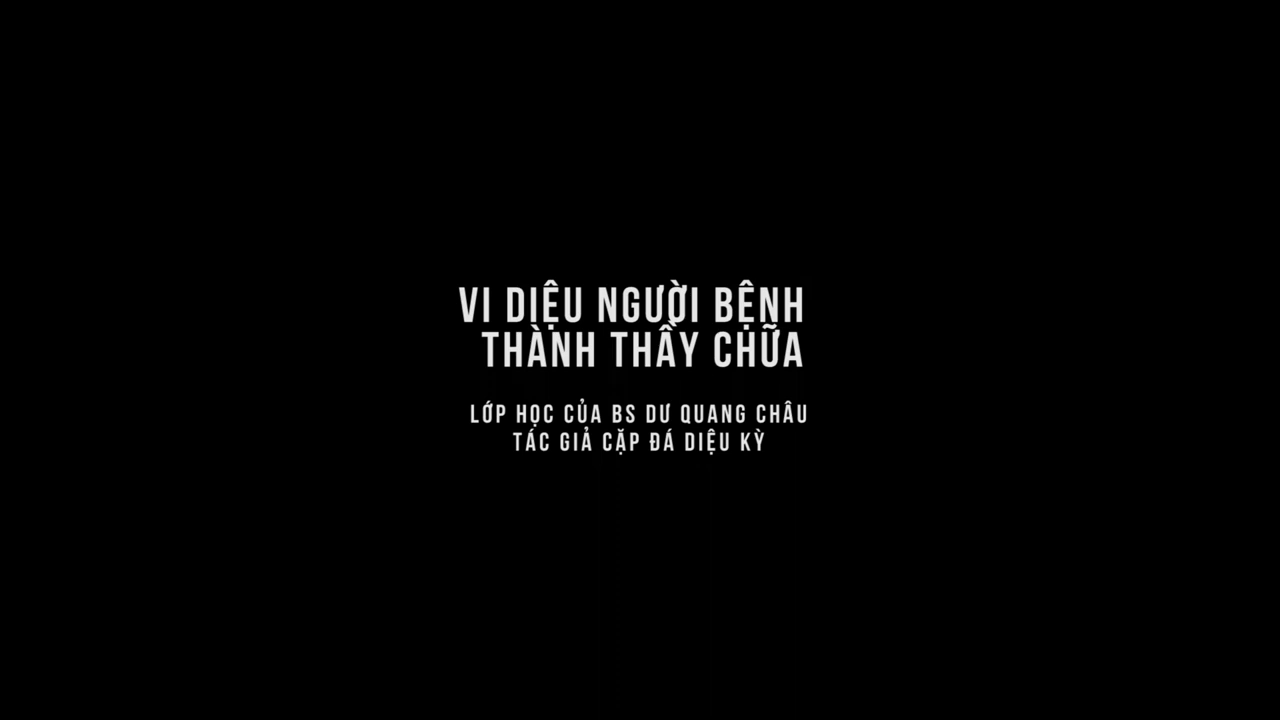 VI DIỆU NGƯỜI BỆNH
THÀNH THẦY CHỮA
LỚP HỌC CỦA BS DƯ QUANG CHÂU
TÁC GIẢ CẶP ĐÁ DIỆU KỲ